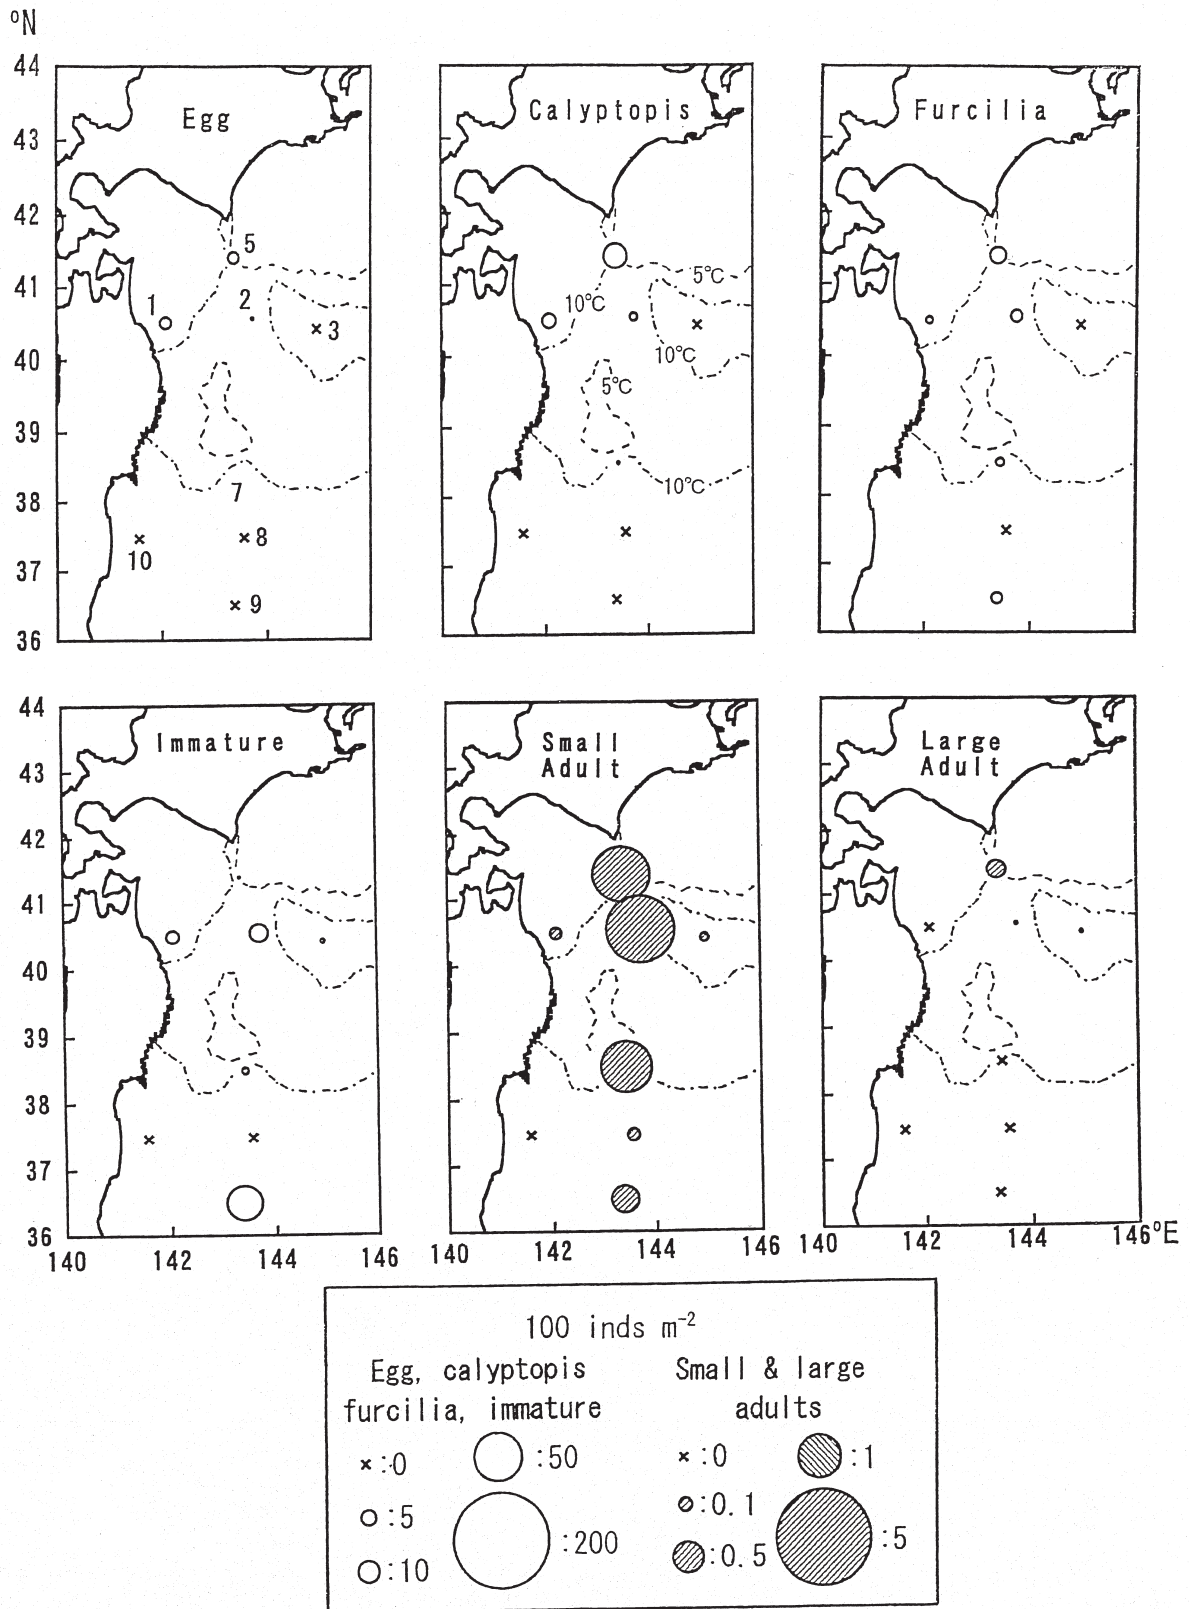 °N
44
43
42
41
40
39
38
37
36
Egg
5
1
2
3
7
8
10
9
Calyptopis
5°C
10°C
10°C
5°C
10°C
Furcilia
44
43
42
41
40
39
38
37
36
Immature
140
142
144
Small
Adult
140
142
144
146
Large
Adult
140
142
144
146°E
100 inds m⁻²
Egg, calyptopis
furcilia, immature
×:0
:50
:5
:200
:10
Small & large
adults
×:0
:1
:0.1
:5
:0.5